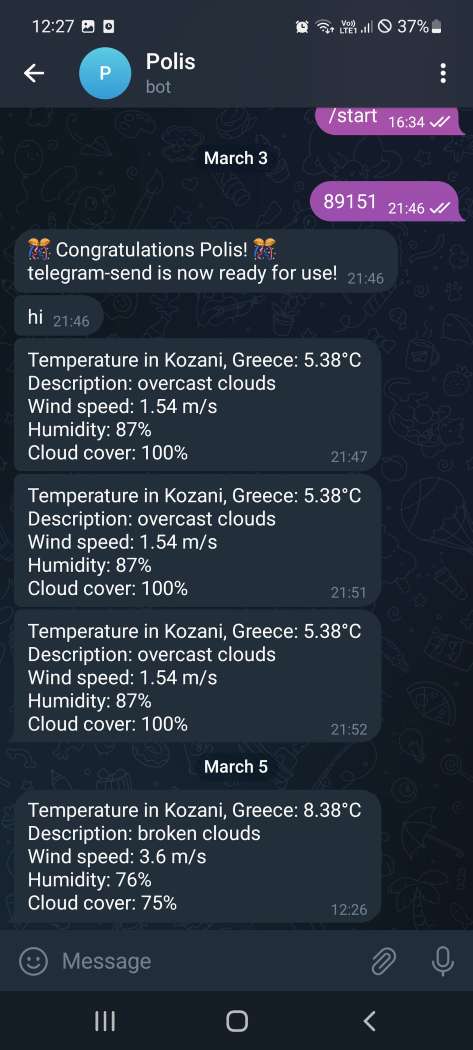 12:27
Vo))
LTE1
37%
P
Polis
bot
/start 16:34
March 3
89151 21:46
🎊 Congratulations Polis! 🎊
telegram-send is now ready for use! 21:46
hi 21:46
Temperature in Kozani, Greece: 5.38°C
Description: overcast clouds
Wind speed: 1.54 m/s
Humidity: 87%
Cloud cover: 100%
21:47
Temperature in Kozani, Greece: 5.38°C
Description: overcast clouds
Wind speed: 1.54 m/s
Humidity: 87%
Cloud cover: 100%
21:51
Temperature in Kozani, Greece: 5.38°C
Description: overcast clouds
Wind speed: 1.54 m/s
Humidity: 87%
Cloud cover: 100%
21:52
March 5
Temperature in Kozani, Greece: 8.38°C
Description: broken clouds
Wind speed: 3.6 m/s
Humidity: 76%
Cloud cover: 75%
12:26
Message